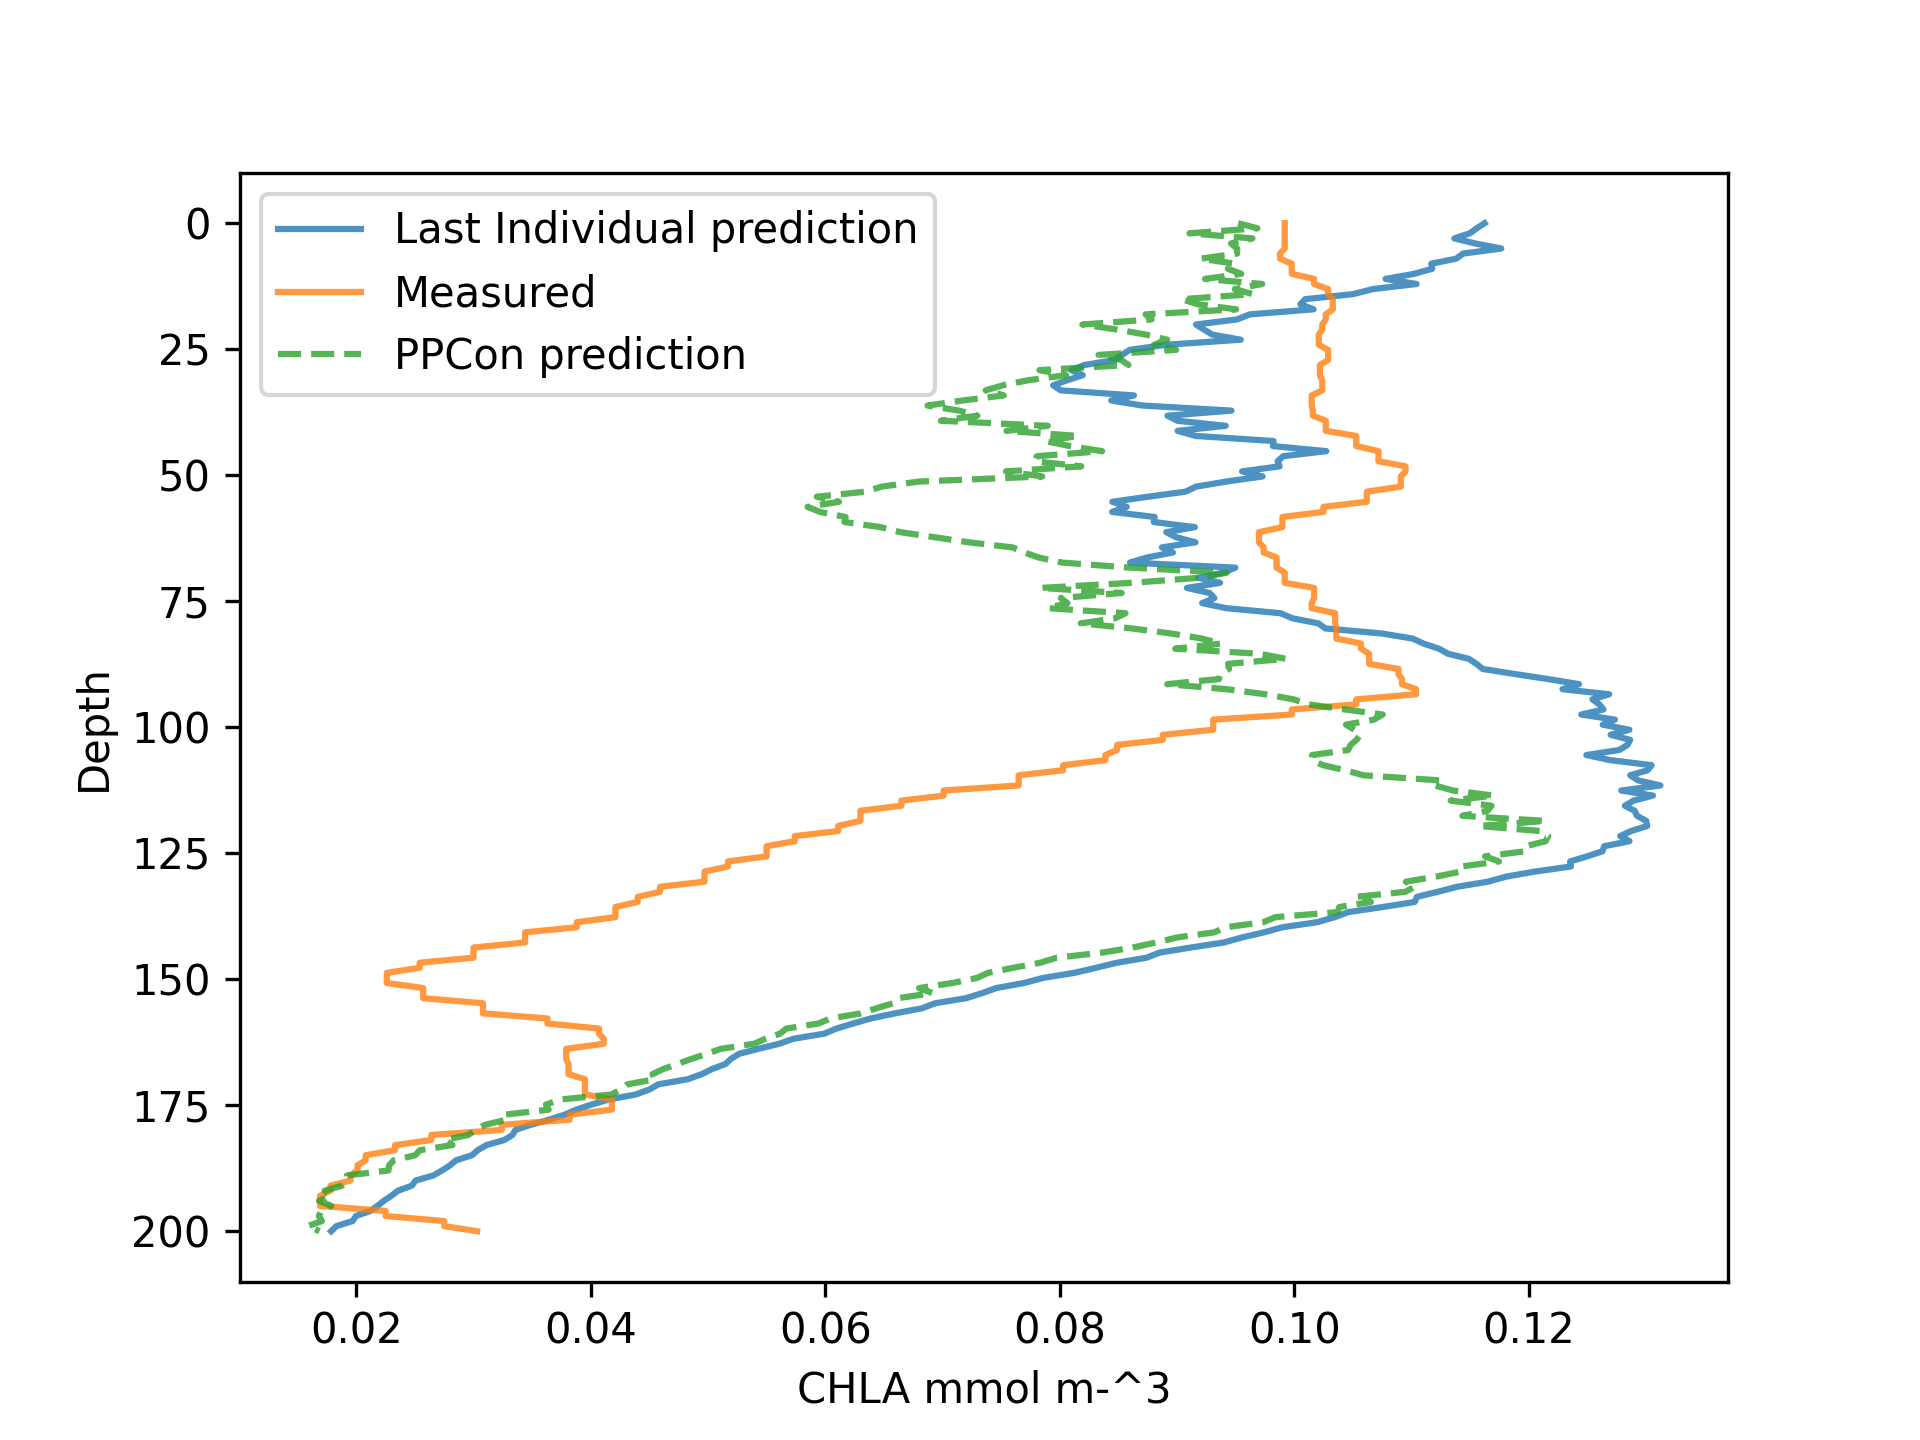 Last Individual prediction
Measured
PPCon prediction
0
25
50
75
100
125
150
175
200
Depth
0.02 0.04 0.06 0.08 0.10 0.12
CHLA mmol m-^3